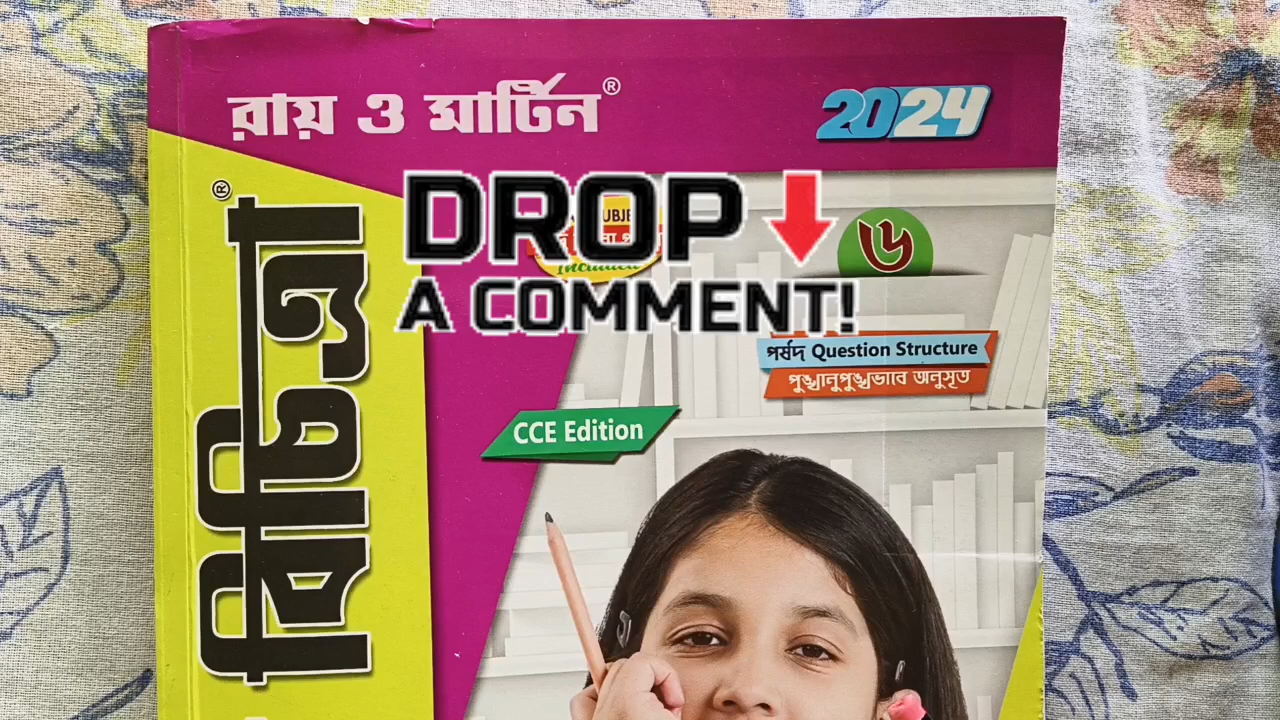 রায় ও মার্টিন®
2024
DROP
A COMMENT!
৬
পর্ষদ Question Structure
পুঙ্খানুপুঙ্খভাবে অনুসৃত
CCE Edition
বিচিত্রা®